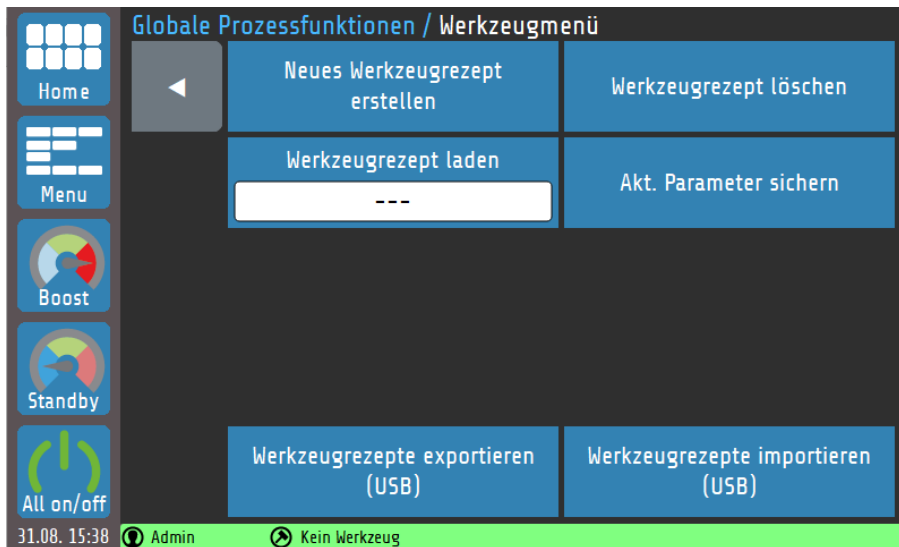 Globale Prozessfunktionen / Werkzeugmenü
Home
Menu
Boost
Standby
All on/off
◄
Neues Werkzeugrezept
erstellen
Werkzeugrezept löschen
Werkzeugrezept laden
---
Akt. Parameter sichern
Werkzeugrezepte exportieren
(USB)
Werkzeugrezepte importieren
(USB)
31.08. 15:38
Admin
Kein Werkzeug